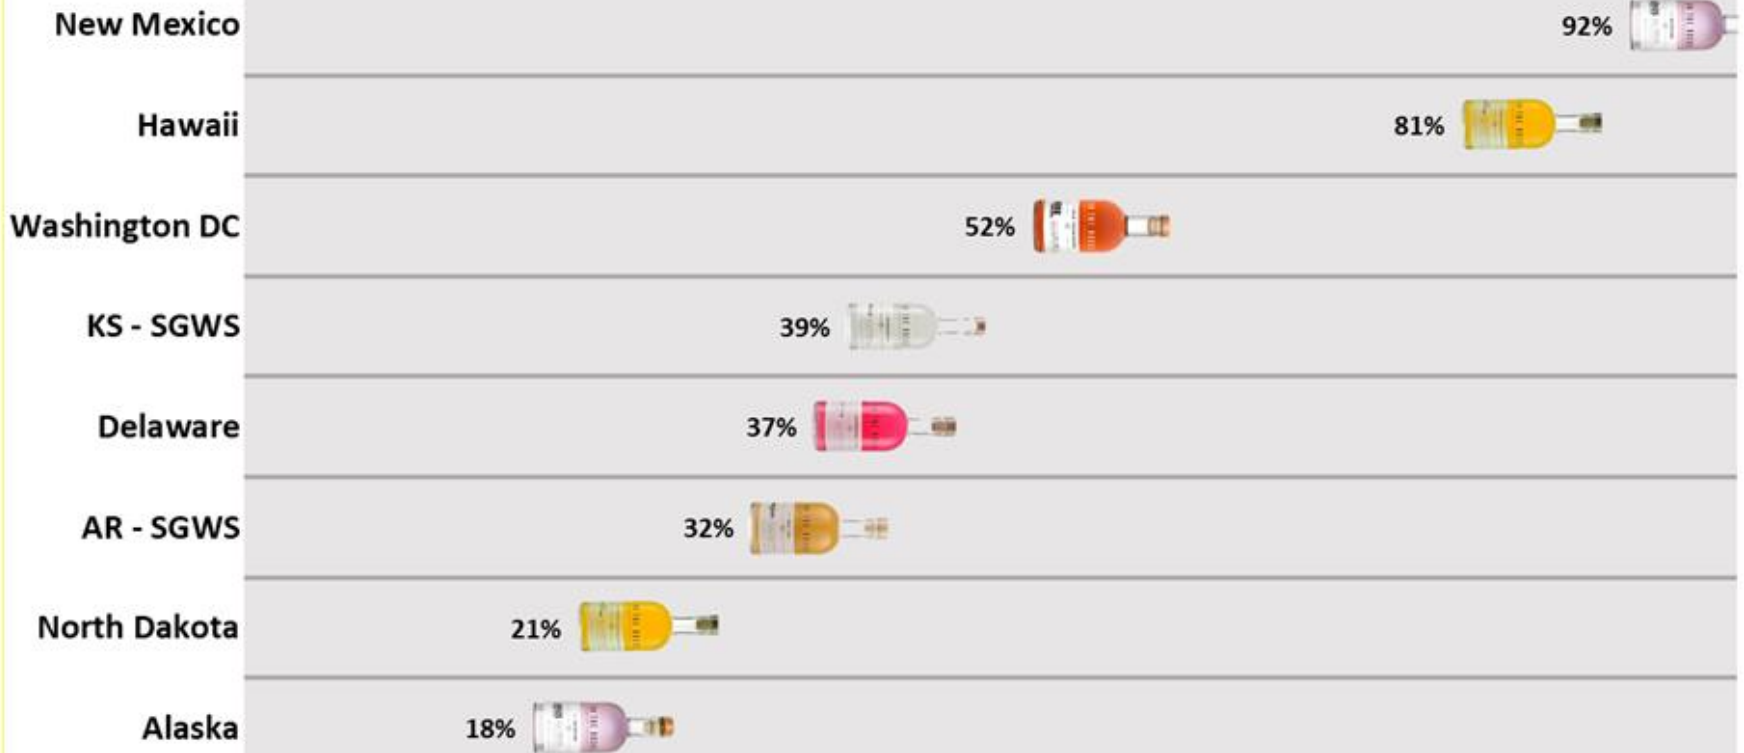 New Mexico 92%
Hawaii 81%
Washington DC 52%
KS - SGWS 39%
Delaware 37%
AR - SGWS 32%
North Dakota 21%
Alaska 18%